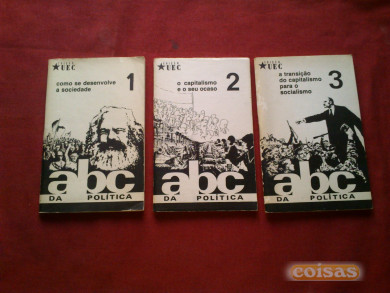 UEC
como se desenvolve
a sociedade
1
abc
DA POLÍTICA
UEC
o capitalismo
e o seu ocaso
2
abc
DA POLÍTICA
UEC
a transição
do capitalismo
para o
socialismo
3
abc
DA POLÍTICA
coisas